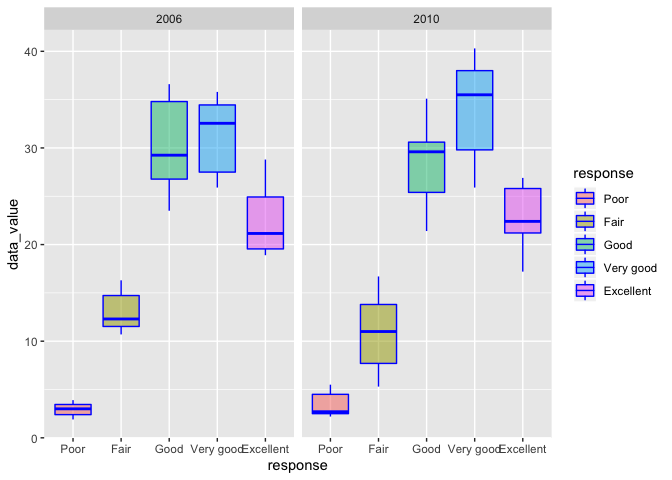 2006 2010
40
30
20
10
0
data_value
Poor Fair Good Very good Excellent Poor Fair Good Very good Excellent
response
response
Poor
Fair
Good
Very good
Excellent